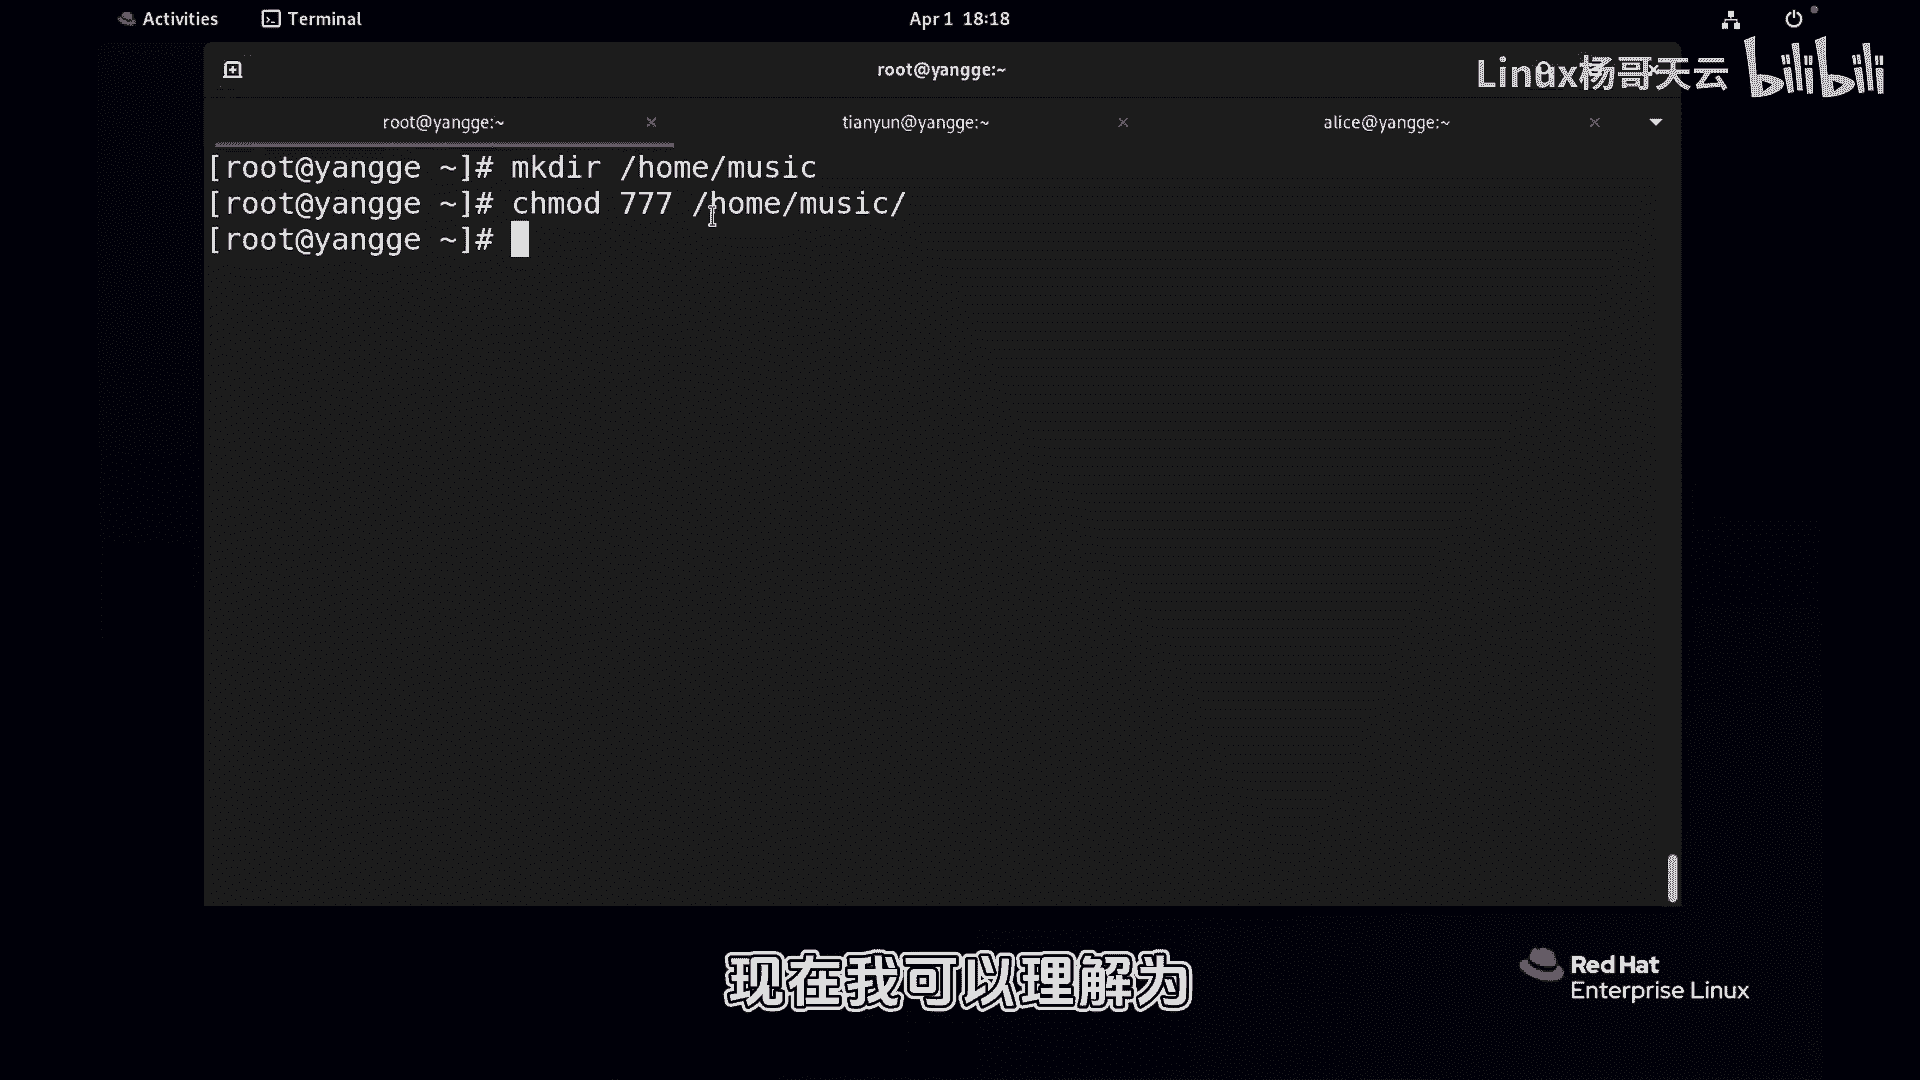 Activities
Terminal
Apr 1 18:18
root@yangge:~
Linux杨哥天云 bilibili
root@yangge:~
tianyun@yangge:~
alice@yangge:~
[root@yangge ~]# mkdir /home/music
[root@yangge ~]# chmod 777 /home/music/
[root@yangge ~]#
现在我可以理解为
Red Hat
Enterprise Linux